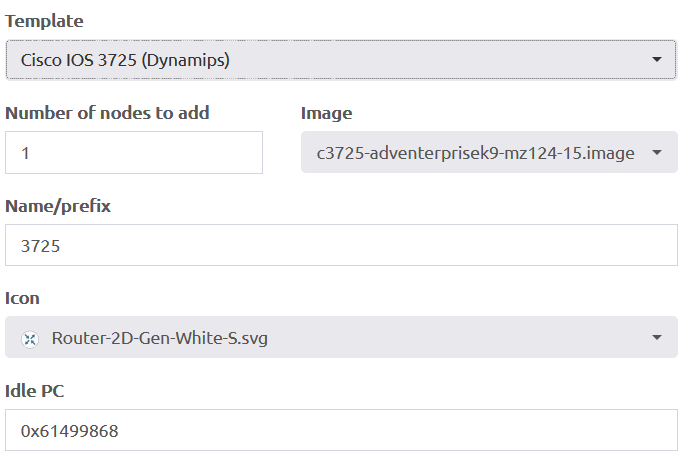 Template
Cisco IOS 3725 (Dynamips)
Number of nodes to add
Image
1
c3725-adventerprisek9-mz124-15.image
Name/prefix
3725
Icon
Router-2D-Gen-White-S.svg
Idle PC
0x61499868